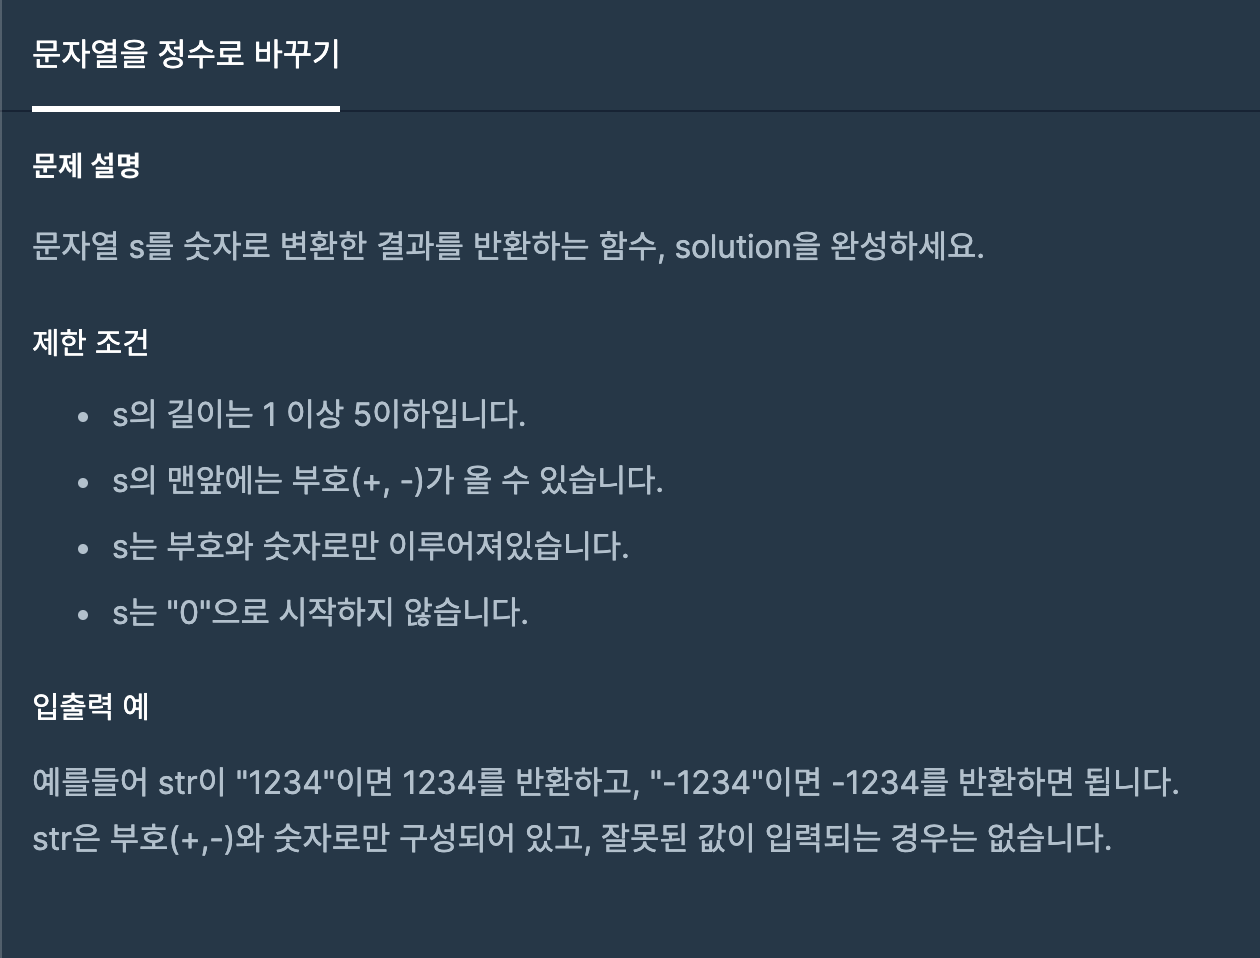 문자열을 정수로 바꾸기
문제 설명
문자열 s를 숫자로 변환한 결과를 반환하는 함수, solution을 완성하세요.
제한 조건
• s의 길이는 1 이상 5이하입니다.
• s의 맨앞에는 부호(+, -)가 올 수 있습니다.
• s는 부호와 숫자로만 이루어져있습니다.
• s는 "0"으로 시작하지 않습니다.
입출력 예
예를들어 str이 "1234"이면 1234를 반환하고, "-1234"이면 -1234를 반환하면 됩니다.
str은 부호(+,-)와 숫자로만 구성되어 있고, 잘못된 값이 입력되는 경우는 없습니다.